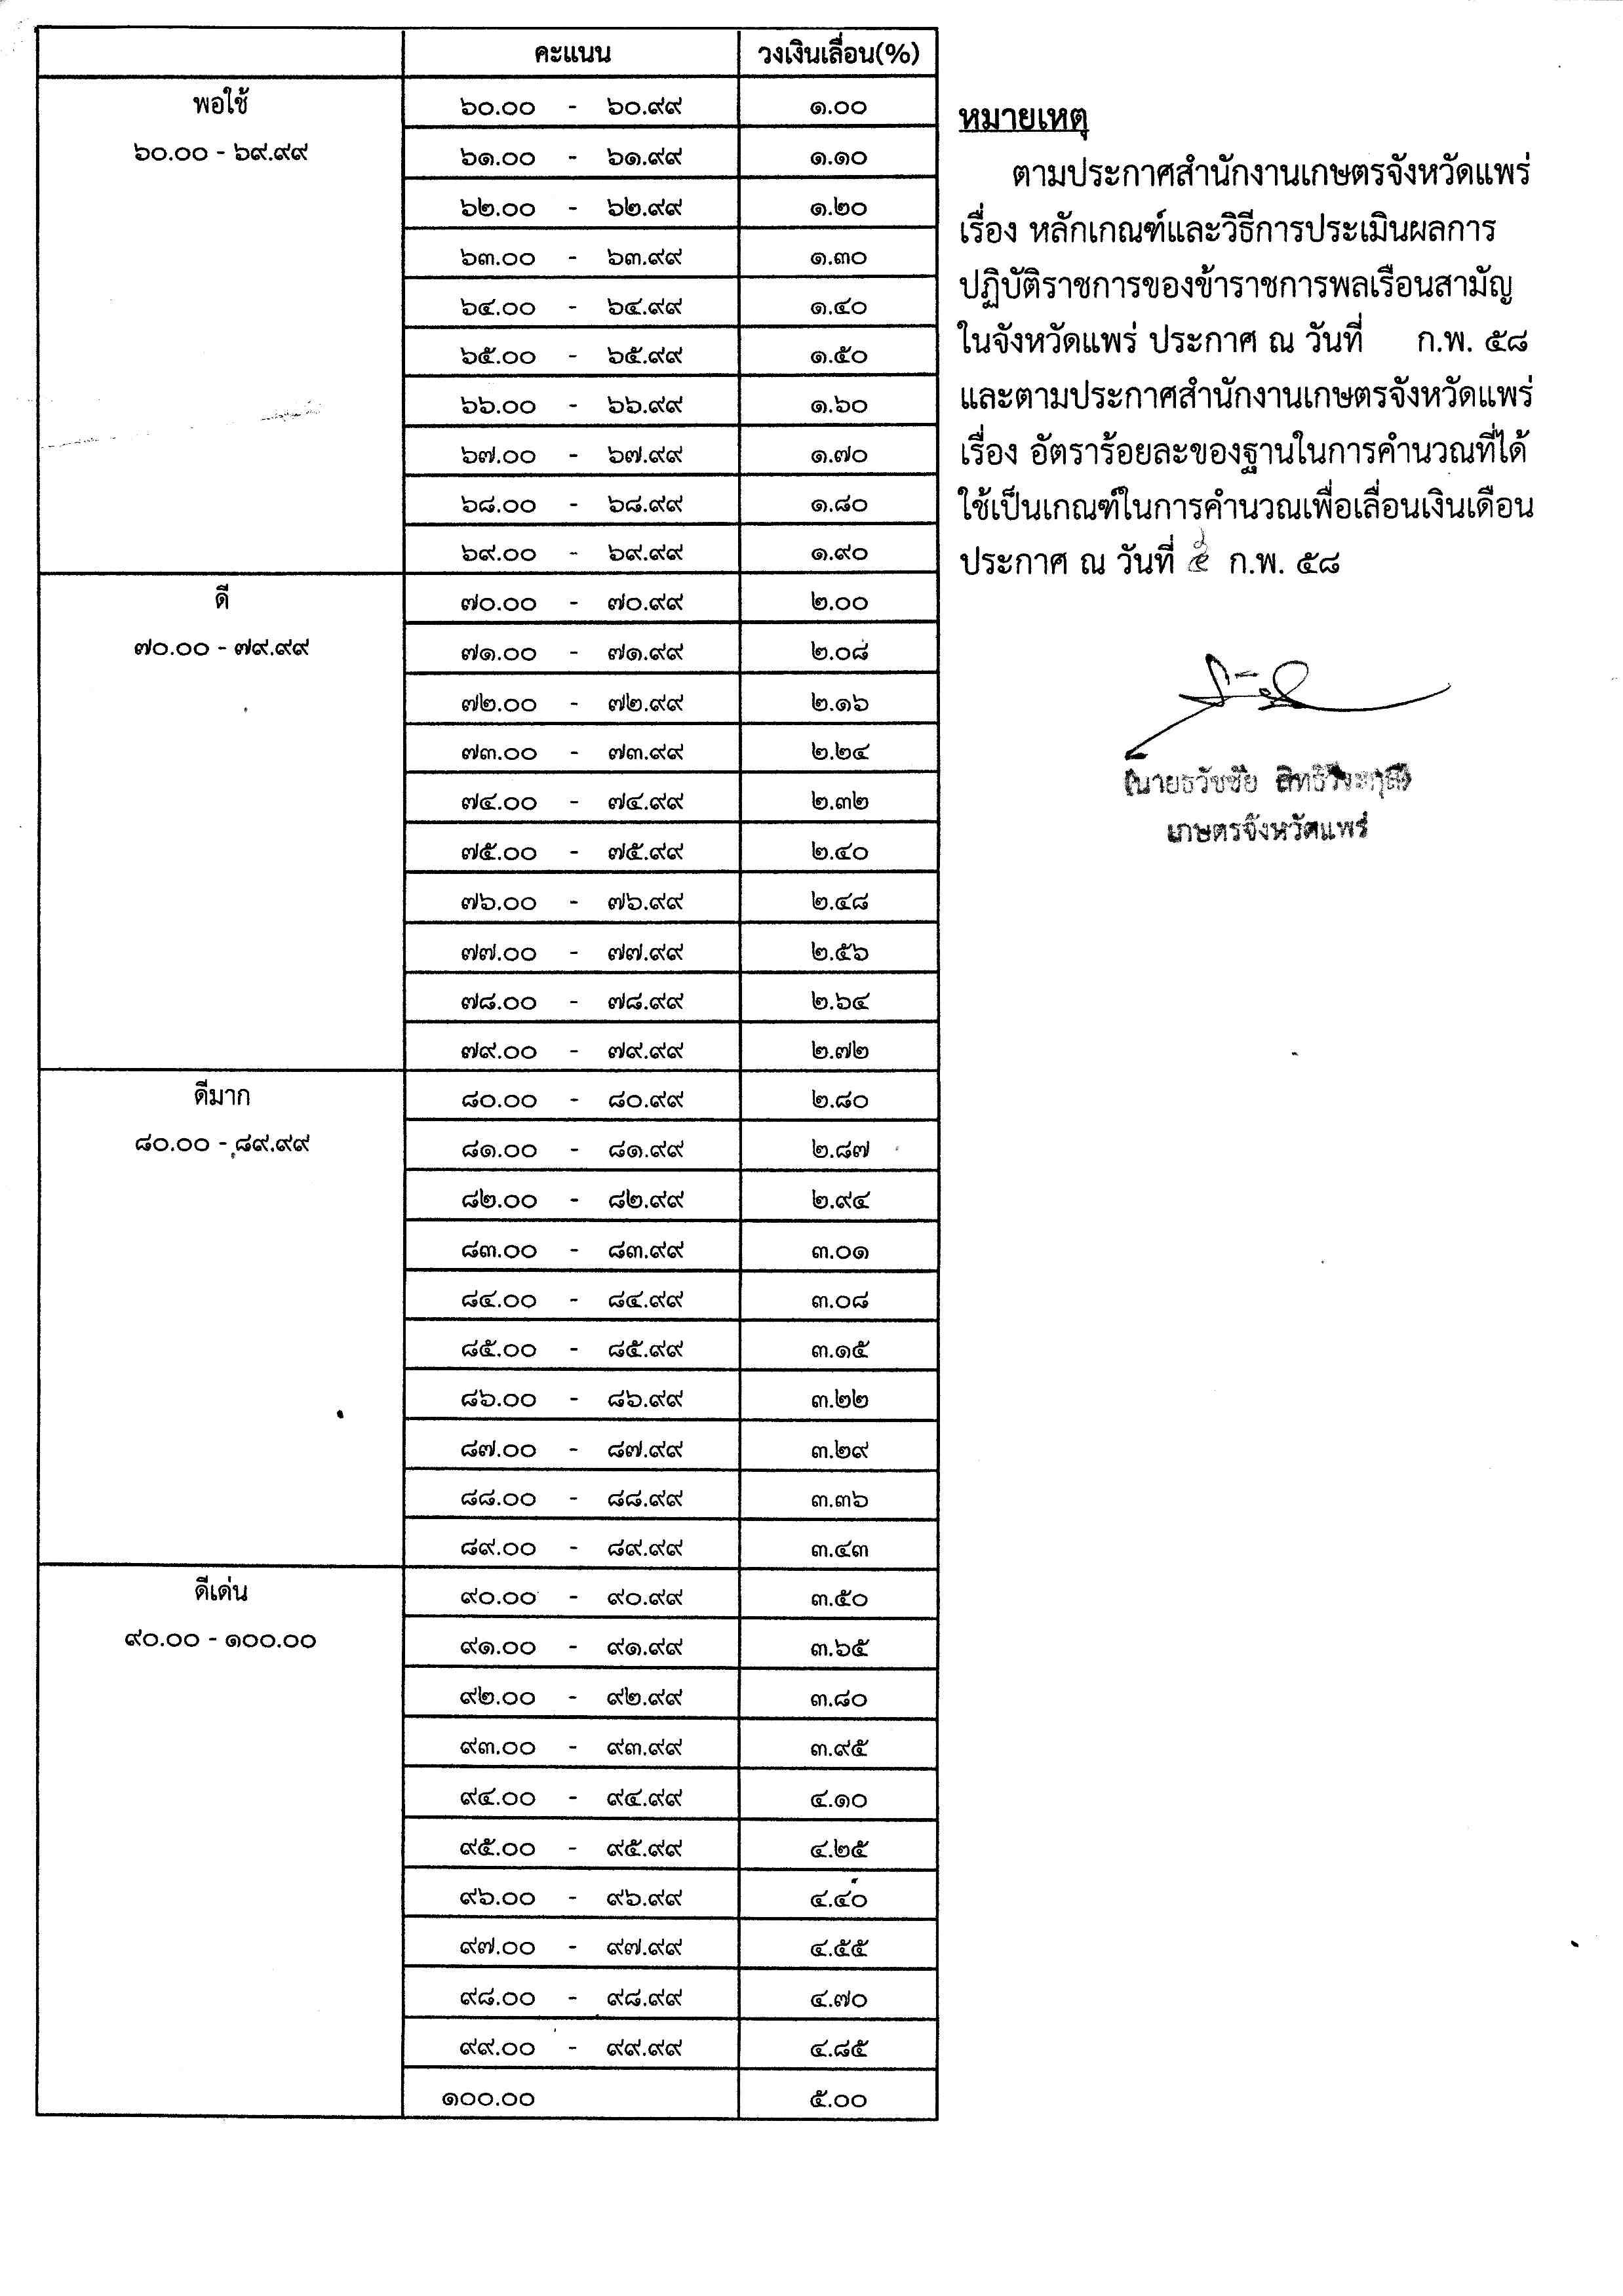 คะแนน วงเงินเลื่อน(%)
พอใช้ ๖๐.๐๐ - ๖๐.๙๙ ๑.๐๐
๖๐.๐๐ - ๖๙.๙๙ ๖๑.๐๐ - ๖๑.๙๙ ๑.๑๐
๖๒.๐๐ - ๖๒.๙๙ ๑.๒๐
๖๓.๐๐ - ๖๓.๙๙ ๑.๓๐
๖๔.๐๐ - ๖๔.๙๙ ๑.๔๐
๖๕.๐๐ - ๖๕.๙๙ ๑.๕๐
๖๖.๐๐ - ๖๖.๙๙ ๑.๖๐
๖๗.๐๐ - ๖๗.๙๙ ๑.๗๐
๖๘.๐๐ - ๖๘.๙๙ ๑.๘๐
๖๙.๐๐ - ๖๙.๙๙ ๑.๙๐
ดี ๗๐.๐๐ - ๗๐.๙๙ ๒.๐๐
๗๐.๐๐ - ๗๙.๙๙ ๗๑.๐๐ - ๗๑.๙๙ ๒.๐๘
๗๒.๐๐ - ๗๒.๙๙ ๒.๑๖
๗๓.๐๐ - ๗๓.๙๙ ๒.๒๔
๗๔.๐๐ - ๗๔.๙๙ ๒.๓๒
๗๕.๐๐ - ๗๕.๙๙ ๒.๔๐
๗๖.๐๐ - ๗๖.๙๙ ๒.๔๘
๗๗.๐๐ - ๗๗.๙๙ ๒.๕๖
๗๘.๐๐ - ๗๘.๙๙ ๒.๖๔
๗๙.๐๐ - ๗๙.๙๙ ๒.๗๒
ดีมาก ๘๐.๐๐ - ๘๐.๙๙ ๒.๘๐
๘๐.๐๐ - ๘๙.๙๙ ๘๑.๐๐ - ๘๑.๙๙ ๒.๘๗
๘๒.๐๐ - ๘๒.๙๙ ๒.๙๔
๘๓.๐๐ - ๘๓.๙๙ ๓.๐๑
๘๔.๐๐ - ๘๔.๙๙ ๓.๐๘
๘๕.๐๐ - ๘๕.๙๙ ๓.๑๕
๘๖.๐๐ - ๘๖.๙๙ ๓.๒๒
๘๗.๐๐ - ๘๗.๙๙ ๓.๒๙
๘๘.๐๐ - ๘๘.๙๙ ๓.๓๖
๘๙.๐๐ - ๘๙.๙๙ ๓.๔๓
ดีเด่น ๙๐.๐๐ - ๙๐.๙๙ ๓.๕๐
๙๐.๐๐ - ๑๐๐.๐๐ ๙๑.๐๐ - ๙๑.๙๙ ๓.๖๕
๙๒.๐๐ - ๙๒.๙๙ ๓.๘๐
๙๓.๐๐ - ๙๓.๙๙ ๓.๙๕
๙๔.๐๐ - ๙๔.๙๙ ๔.๑๐
๙๕.๐๐ - ๙๕.๙๙ ๔.๒๕
๙๖.๐๐ - ๙๖.๙๙ ๔.๔๐
๙๗.๐๐ - ๙๗.๙๙ ๔.๕๕
๙๘.๐๐ - ๙๘.๙๙ ๔.๗๐
๙๙.๐๐ - ๙๙.๙๙ ๔.๘๕
๑๐๐.๐๐ ๕.๐๐
หมายเหตุ
ตามประกาศสำนักงานเกษตรจังหวัดแพร่
เรื่อง หลักเกณฑ์และวิธีการประเมินผลการ
ปฏิบัติราชการของข้าราชการพลเรือนสามัญ
ในจังหวัดแพร่ ประกาศ ณ วันที่ ก.พ. ๕๘
และตามประกาศสำนักงานเกษตรจังหวัดแพร่
เรื่อง อัตราร้อยละของฐานในการคำนวณที่ได้
ใช้เป็นเกณฑ์ในการคำนวณเพื่อเลื่อนเงินเดือน
ประกาศ ณ วันที่ ก.พ. ๕๘
(นายธวัชชัย
เกษตรจังหวัดแพร่